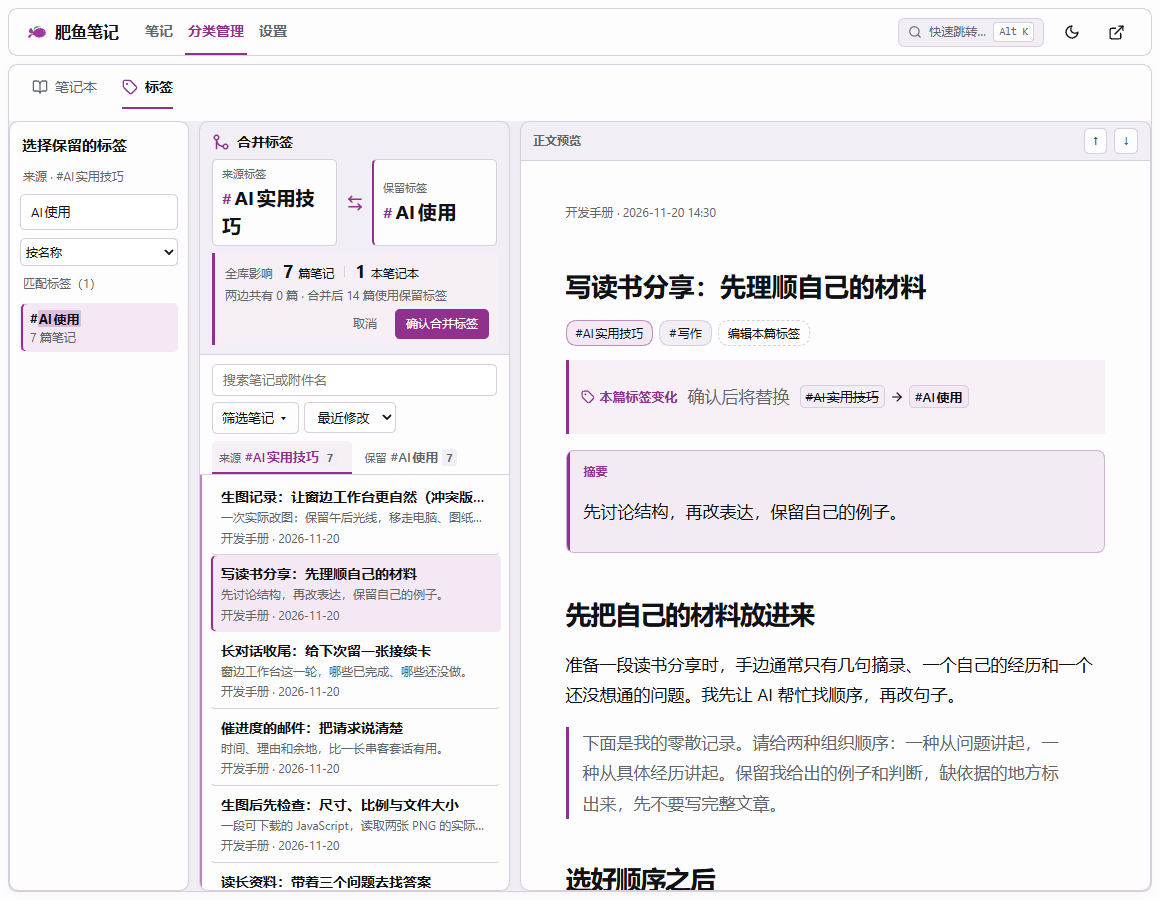 肥鱼笔记
笔记
分类管理
设置
快速跳转...
Alt K
笔记本
标签
选择保留的标签
来源 · #AI实用技巧
AI使用
按名称
匹配标签（1）
#AI使用
7 篇笔记
合并标签
来源标签
#AI实用技
巧
保留标签
#AI使用
全库影响 7 篇笔记 1 本笔记本
两边共有 0 篇 · 合并后 14 篇使用保留标签
取消
确认合并标签
搜索笔记或附件名
筛选笔记
最近修改
来源 #AI实用技巧 7
保留 #AI使用 7
生图记录：让窗边工作台更自然（冲突版...
一次实际改图：保留午后光线，移走电脑、图纸...
开发手册 · 2026-11-20
写读书分享：先理顺自己的材料
先讨论结构，再改表达，保留自己的例子。
开发手册 · 2026-11-20
长对话收尾：给下次留一张接续卡
窗边工作台这一轮，哪些已完成、哪些还没做。
开发手册 · 2026-11-20
催进度的邮件：把请求说清楚
时间、理由和余地，比一长串客套话有用。
开发手册 · 2026-11-20
生图后先检查：尺寸、比例与文件大小
一段可下载的 JavaScript，读取两张 PNG 的实际...
开发手册 · 2026-11-20
读长资料：带着三个问题去找答案
正文预览
↑
↓
开发手册 · 2026-11-20 14:30
写读书分享：先理顺自己的材料
#AI实用技巧
#写作
编辑本篇标签
本篇标签变化 确认后将替换 #AI实用技巧 → #AI使用
摘要
先讨论结构，再改表达，保留自己的例子。
先把自己的材料放进来
准备一段读书分享时，手边通常只有几句摘录、一个自己的经历和一个
还没想通的问题。我先让 AI 帮忙找顺序，再改句子。
下面是我的零散记录。请给两种组织顺序：一种从问题讲起，一
种从具体经历讲起。保留我给出的例子和判断，缺依据的地方标
出来，先不要写完整文章。
选好顺序之后